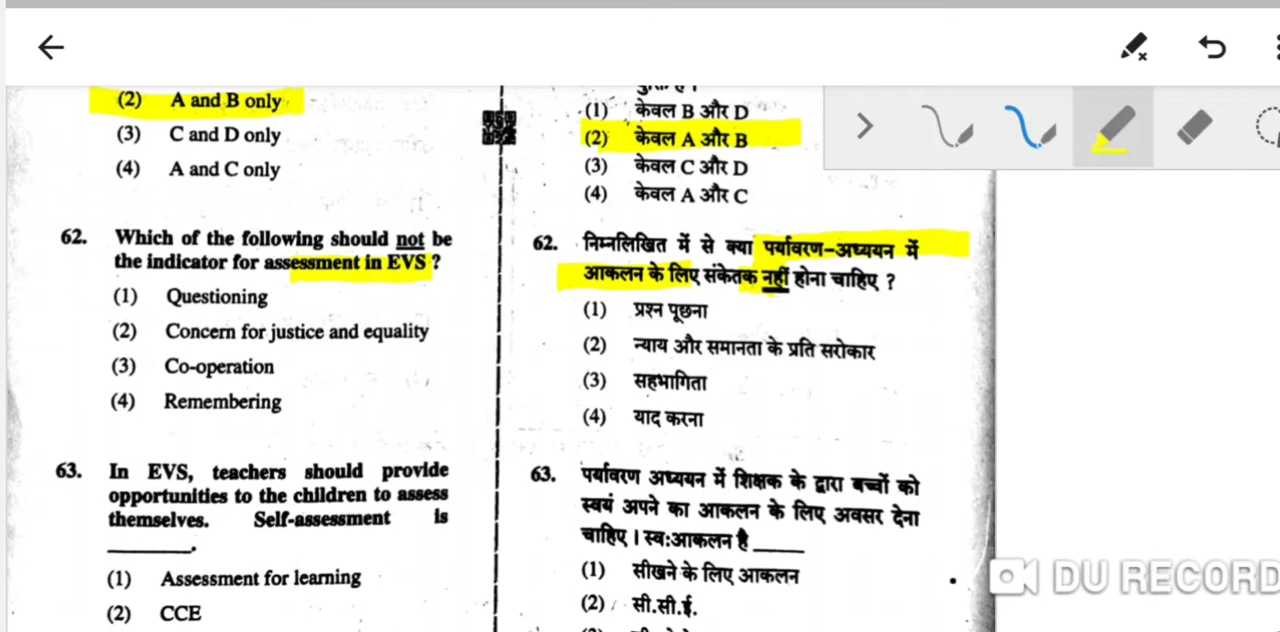 (2) A and B only
(3) C and D only
(4) A and C only
62. Which of the following should not be
the indicator for assessment in EVS ?
(1) Questioning
(2) Concern for justice and equality
(3) Co-operation
(4) Remembering
63. In EVS, teachers should provide
opportunities to the children to assess
themselves. Self-assessment is
________.
(1) Assessment for learning
(2) CCE
(1) केवल B और D
(2) केवल A और B
(3) केवल C और D
(4) केवल A और C
62. निम्नलिखित में से क्या पर्यावरण-अध्ययन में
आकलन के लिए संकेतक नहीं होना चाहिए ?
(1) प्रश्न पूछना
(2) न्याय और समानता के प्रति सरोकार
(3) सहभागिता
(4) याद करना
63. पर्यावरण अध्ययन में शिक्षक के द्वारा बच्चों को
स्वयं अपने का आकलन के लिए अवसर देना
चाहिए । स्व:आकलन है ____
(1) सीखने के लिए आकलन
(2) सी.सी.ई.
DU RECORD